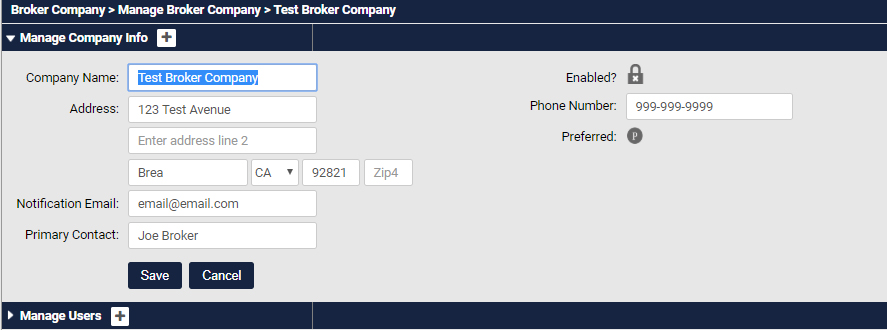 Broker Company > Manage Broker Company > Test Broker Company
Manage Company Info
Company Name: Test Broker Company
Enabled?
Address: 123 Test Avenue
Phone Number: 999-999-9999
Enter address line 2
Preferred: P
Brea CA 92821 Zip4
Notification Email: email@email.com
Primary Contact: Joe Broker
Save Cancel
Manage Users